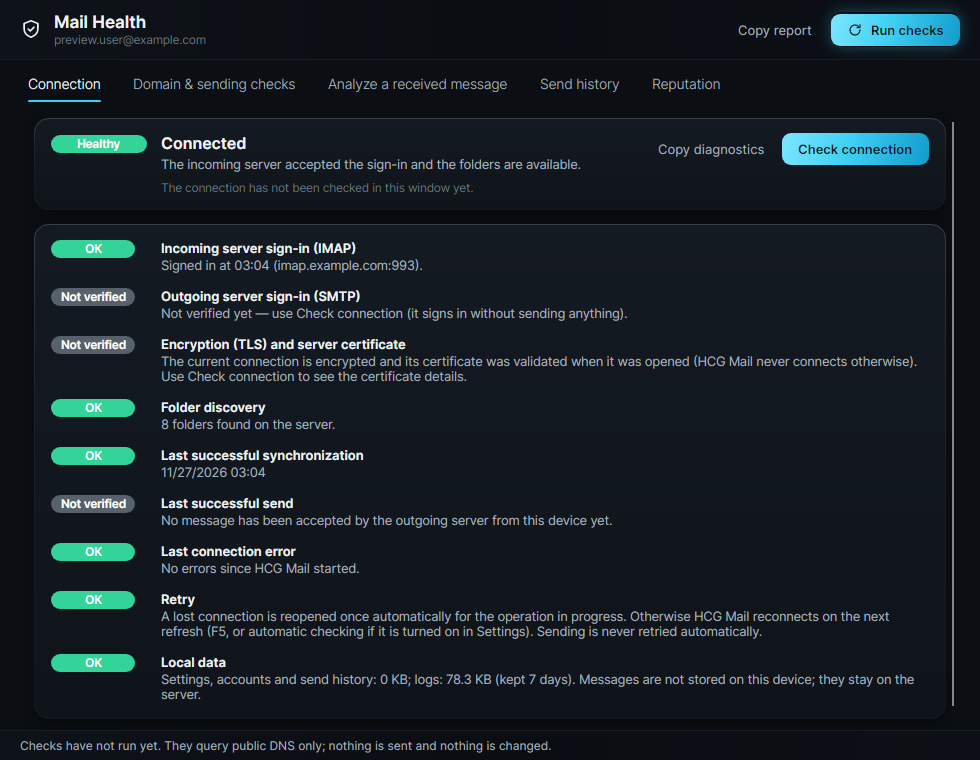 Mail Health
preview.user@example.com
Copy report
Run checks
Connection
Domain & sending checks
Analyze a received message
Send history
Reputation
Healthy
Connected
The incoming server accepted the sign-in and the folders are available.
The connection has not been checked in this window yet.
Copy diagnostics
Check connection
OK
Incoming server sign-in (IMAP)
Signed in at 03:04 (imap.example.com:993).
Not verified
Outgoing server sign-in (SMTP)
Not verified yet — use Check connection (it signs in without sending anything).
Not verified
Encryption (TLS) and server certificate
The current connection is encrypted and its certificate was validated when it was opened (HCG Mail never connects otherwise).
Use Check connection to see the certificate details.
OK
Folder discovery
8 folders found on the server.
OK
Last successful synchronization
11/27/2026 03:04
Not verified
Last successful send
No message has been accepted by the outgoing server from this device yet.
OK
Last connection error
No errors since HCG Mail started.
OK
Retry
A lost connection is reopened once automatically for the operation in progress. Otherwise HCG Mail reconnects on the next
refresh (F5, or automatic checking if it is turned on in Settings). Sending is never retried automatically.
OK
Local data
Settings, accounts and send history: 0 KB; logs: 78.3 KB (kept 7 days). Messages are not stored on this device; they stay on the
server.
Checks have not run yet. They query public DNS only; nothing is sent and nothing is changed.